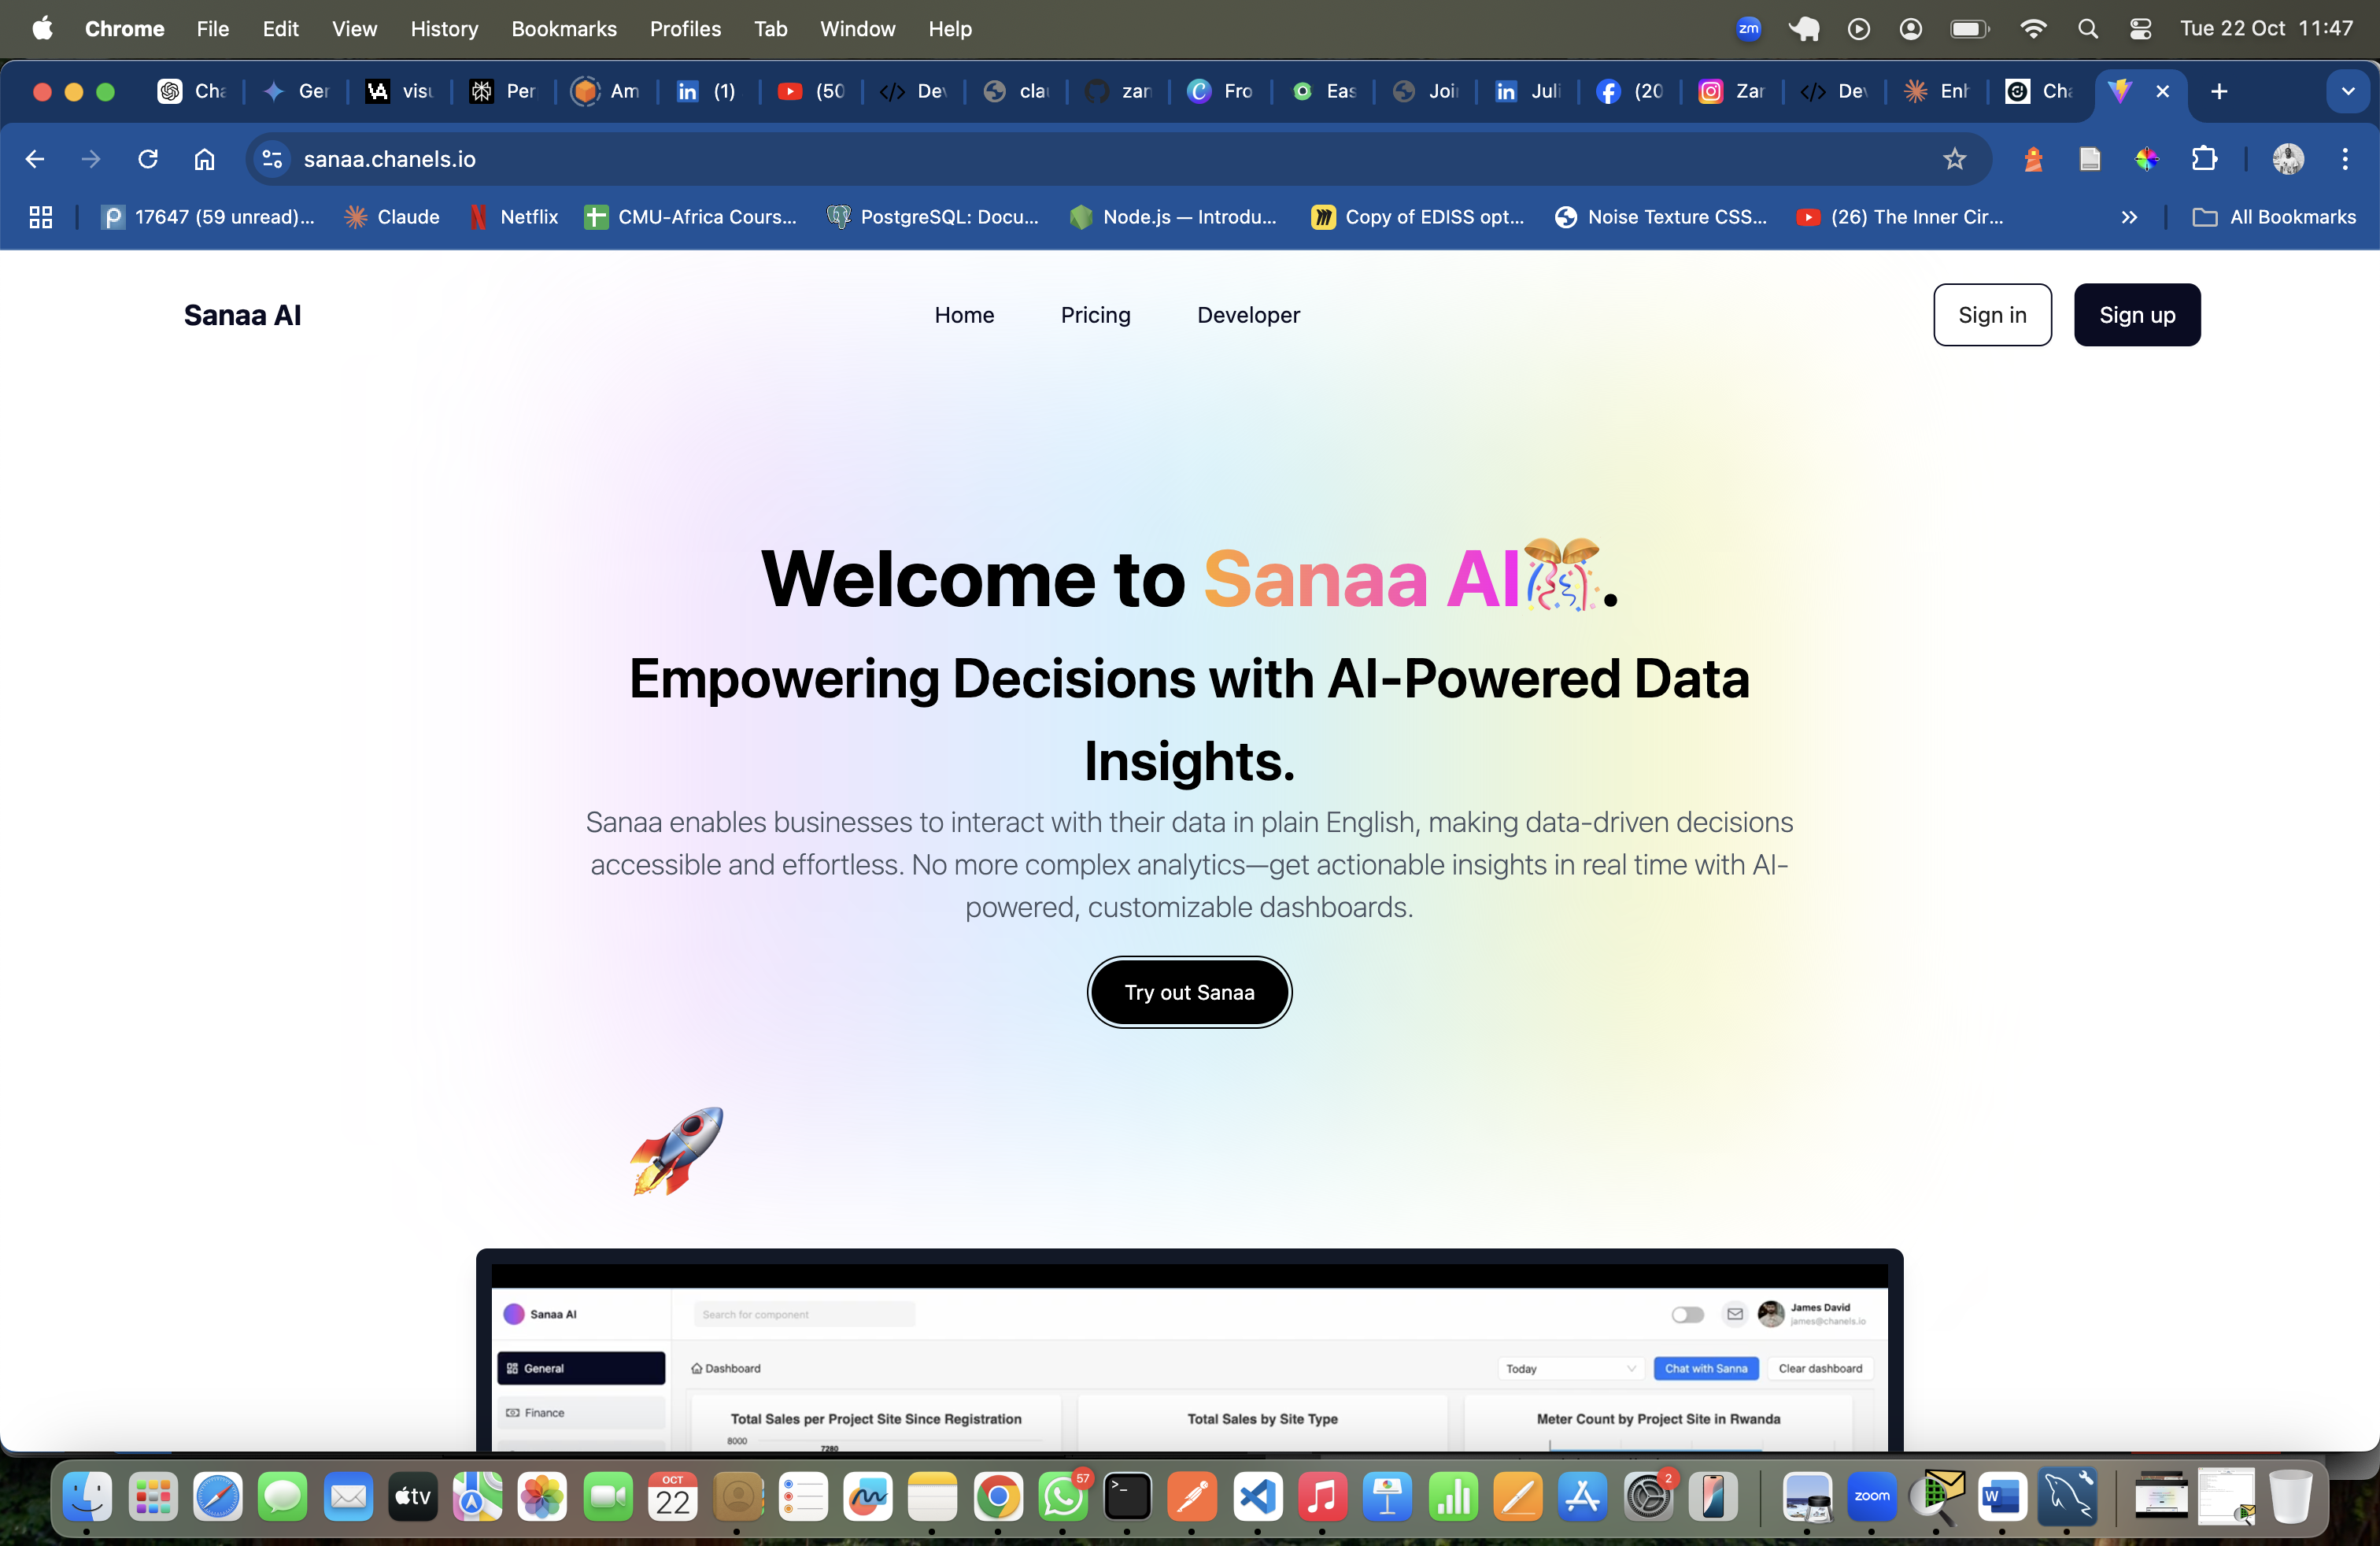 Chrome File Edit View History Bookmarks Profiles Tab Window Help zm Tue 22 Oct 11:47
Cha Ger visu Per Am (1) (50 Dev clau zan Fro Eas Joi Juli (20 Zar Dev Enh Cha
sanaa.chanels.io
17647 (59 unread)... Claude Netflix CMU-Africa Cours... PostgreSQL: Docu... Node.js — Introdu... Copy of EDISS opt... Noise Texture CSS... (26) The Inner Cir... All Bookmarks
Sanaa AI Home Pricing Developer Sign in Sign up
Welcome to Sanaa AI.
Empowering Decisions with AI-Powered Data
Insights.
Sanaa enables businesses to interact with their data in plain English, making data-driven decisions
accessible and effortless. No more complex analytics—get actionable insights in real time with AI-
powered, customizable dashboards.
Try out Sanaa
Sanaa AI Search for component James David
james@chanels.io
General Dashboard Today Chat with Sanna Clear dashboard
Finance Total Sales per Project Site Since Registration Total Sales by Site Type Meter Count by Project Site in Rwanda
8000 7280
tv OCT 22 57 2 zoom W